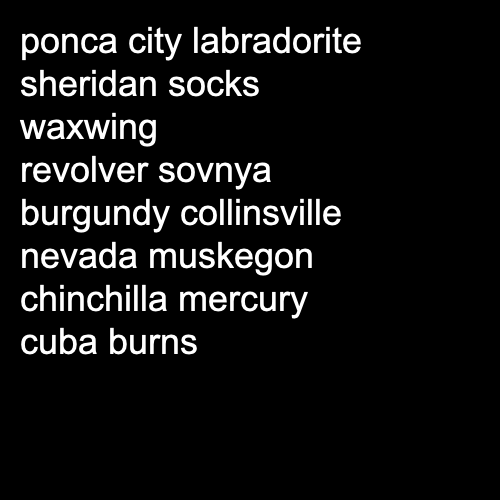 ponca city labradorite
sheridan socks
waxwing
revolver sovnya
burgundy collinsville
nevada muskegon
chinchilla mercury
cuba burns